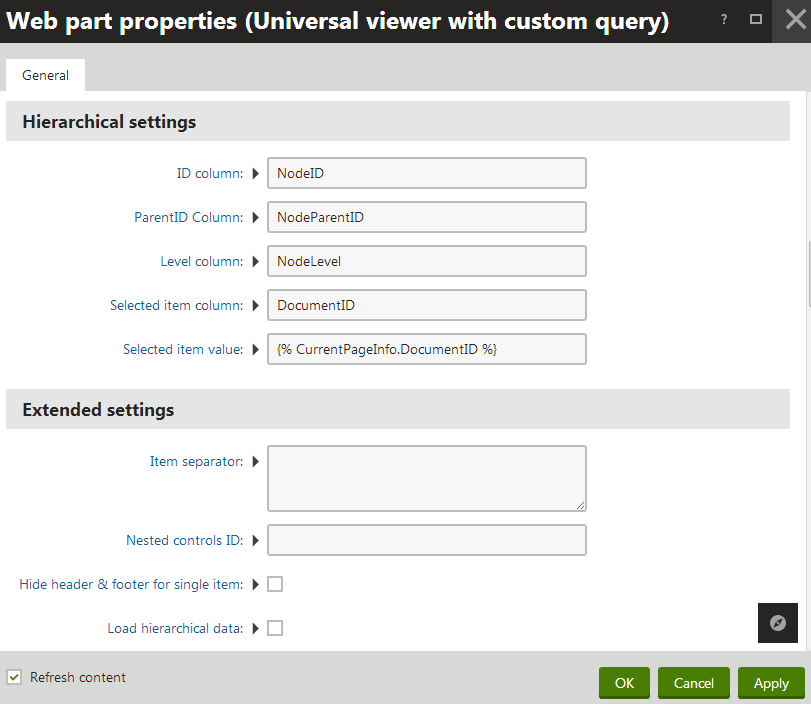 Web part properties (Universal viewer with custom query)
?
General
Hierarchical settings
ID column: NodeID
ParentID Column: NodeParentID
Level column: NodeLevel
Selected item column: DocumentID
Selected item value: {% CurrentPageInfo.DocumentID %}
Extended settings
Item separator:
Nested controls ID:
Hide header & footer for single item:
Load hierarchical data:
Refresh content
OK Cancel Apply